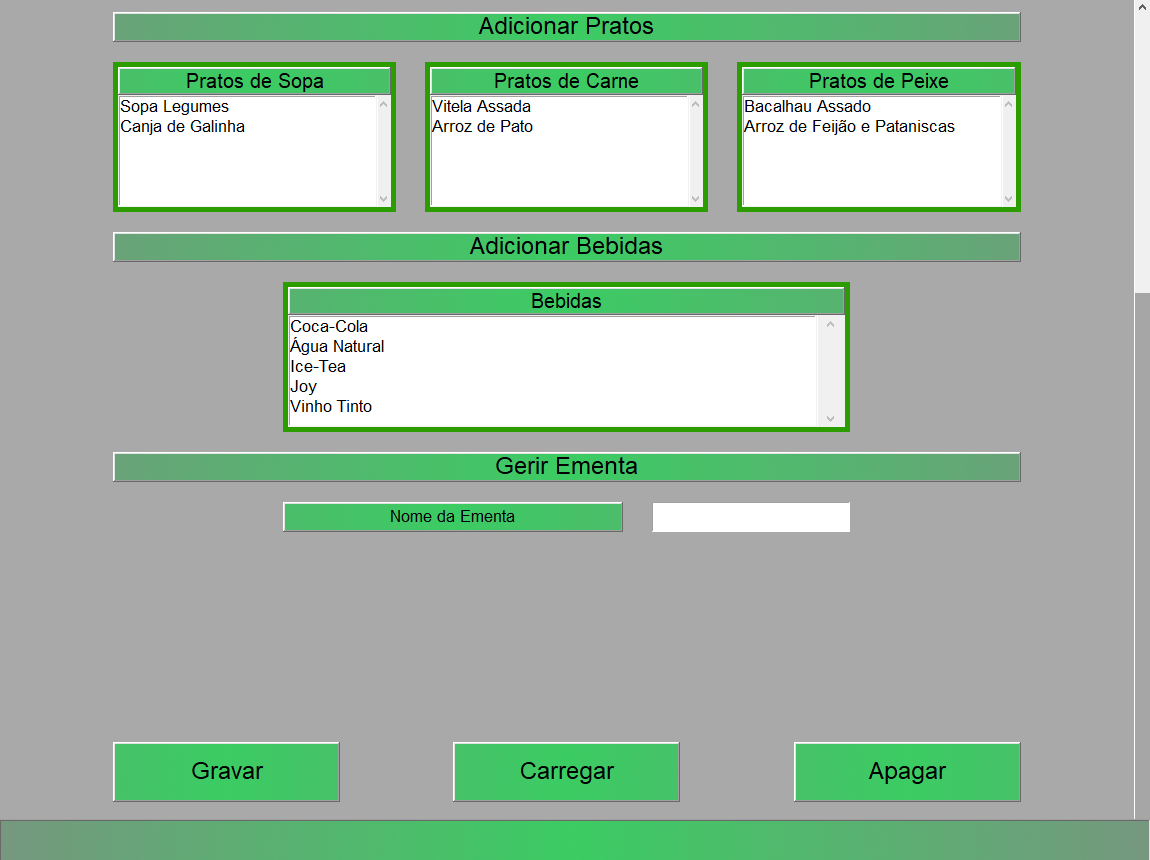 Adicionar Pratos
Pratos de Sopa
Sopa Legumes
Canja de Galinha
Pratos de Carne
Vitela Assada
Arroz de Pato
Pratos de Peixe
Bacalhau Assado
Arroz de Feijão e Pataniscas
Adicionar Bebidas
Bebidas
Coca-Cola
Água Natural
Ice-Tea
Joy
Vinho Tinto
Gerir Ementa
Nome da Ementa
Gravar
Carregar
Apagar